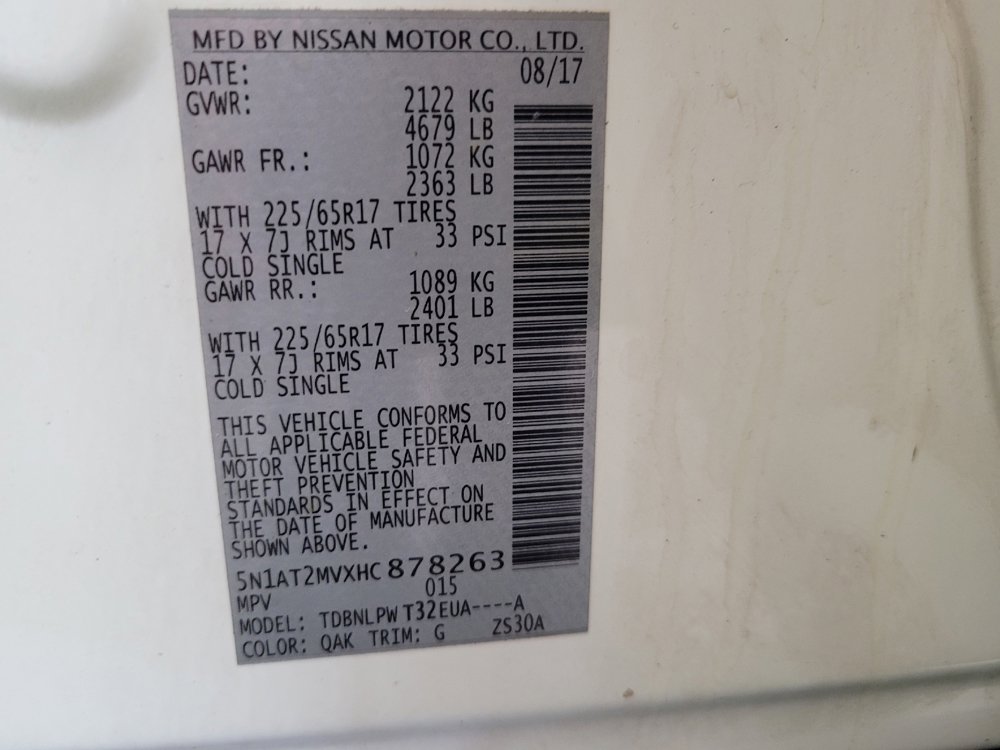 MFD BY NISSAN MOTOR CO., LTD.
DATE: 08/17
GVWR: 2122 KG
4679 LB
GAWR FR.: 1072 KG
2363 LB
WITH 225/65R17 TIRES
17 X 7J RIMS AT 33 PSI
COLD SINGLE
GAWR RR.: 1089 KG
2401 LB
WITH 225/65R17 TIRES
17 X 7J RIMS AT 33 PSI
COLD SINGLE
THIS VEHICLE CONFORMS TO
ALL APPLICABLE FEDERAL
MOTOR VEHICLE SAFETY AND
THEFT PREVENTION
STANDARDS IN EFFECT ON
THE DATE OF MANUFACTURE
SHOWN ABOVE.
5N1AT2MVXHC878263
MPV 015
MODEL: TDBNLPW T32EUA----A
COLOR: QAK TRIM: G ZS30A